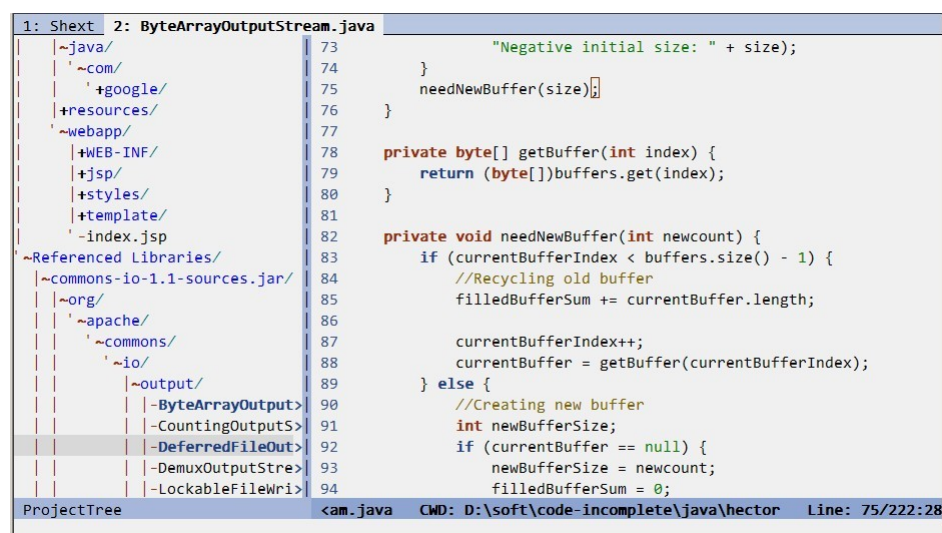 1: Shext 2: ByteArrayOutputStream.java
|  |~java/
|  | '~com/
|  |   '+google/
|  |+resources/
|  '~webapp/
|    |+WEB-INF/
|    |+jsp/
|    |+styles/
|    |+template/
|    '-index.jsp
'~Referenced Libraries/
  |~commons-io-1.1-sources.jar/
  | |~org/
  | | '~apache/
  | |   '~commons/
  | |     '~io/
  | |       |~output/
  | |       | |-ByteArrayOutput>
  | |       | |-CountingOutputS>
  | |       | |-DeferredFileOut>
  | |       | |-DemuxOutputStre>
  | |       | |-LockableFileWri>
ProjectTree
73                 "Negative initial size: " + size);
74         }
75         needNewBuffer(size);
76     }
77
78     private byte[] getBuffer(int index) {
79         return (byte[])buffers.get(index);
80     }
81
82     private void needNewBuffer(int newcount) {
83         if (currentBufferIndex < buffers.size() - 1) {
84             //Recycling old buffer
85             filledBufferSum += currentBuffer.length;
86
87             currentBufferIndex++;
88             currentBuffer = getBuffer(currentBufferIndex);
89         } else {
90             //Creating new buffer
91             int newBufferSize;
92             if (currentBuffer == null) {
93                 newBufferSize = newcount;
94                 filledBufferSum = 0;
<am.java   CWD: D:\soft\code-incomplete\java\hector   Line: 75/222:28